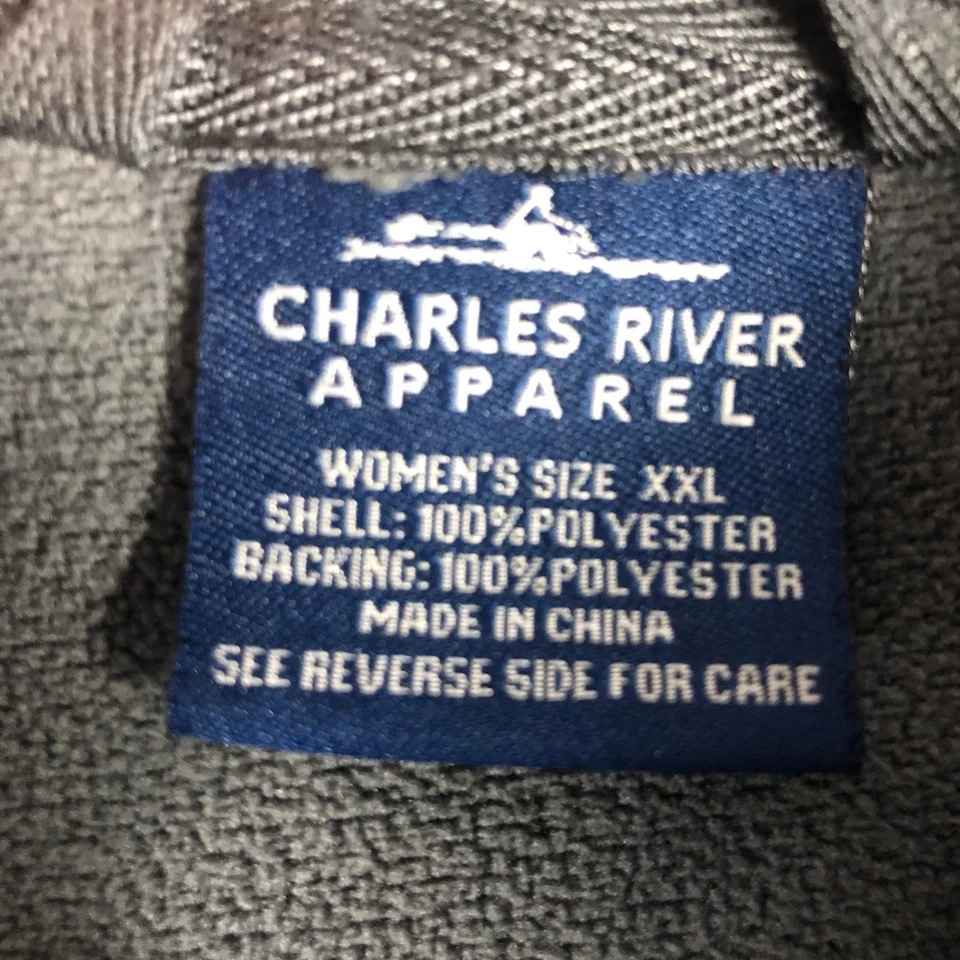 CHARLES RIVER
APPAREL
WOMEN'S SIZE XXL
SHELL: 100%POLYESTER
BACKING: 100%POLYESTER
MADE IN CHINA
SEE REVERSE SIDE FOR CARE